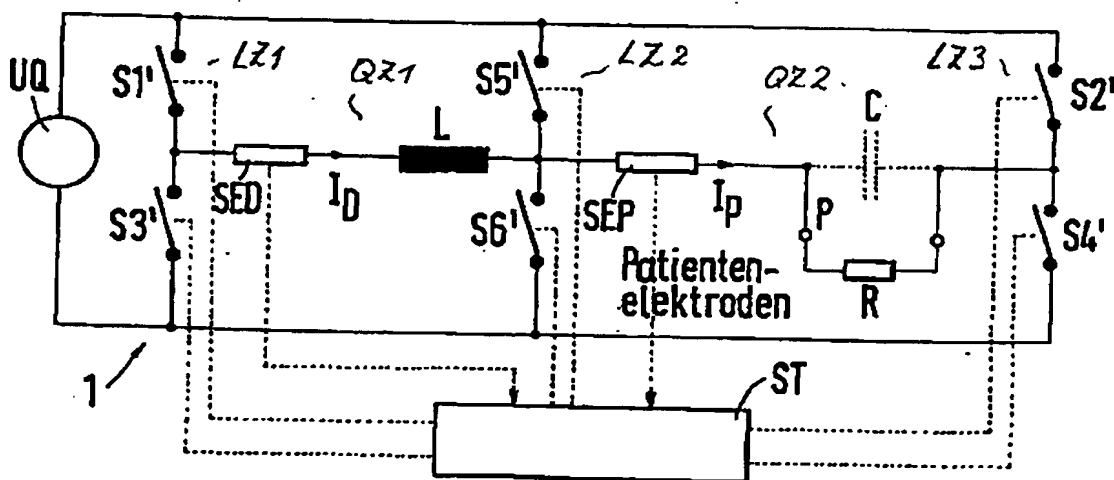 UQ
S1'
LZ1
QZ1
L
S5'
LZ2
QZ2
C
LZ3
S2'
SED
I_D
S3'
S6'
SEP
I_P
P
S4'
Patienten-
elektroden
R
1
ST